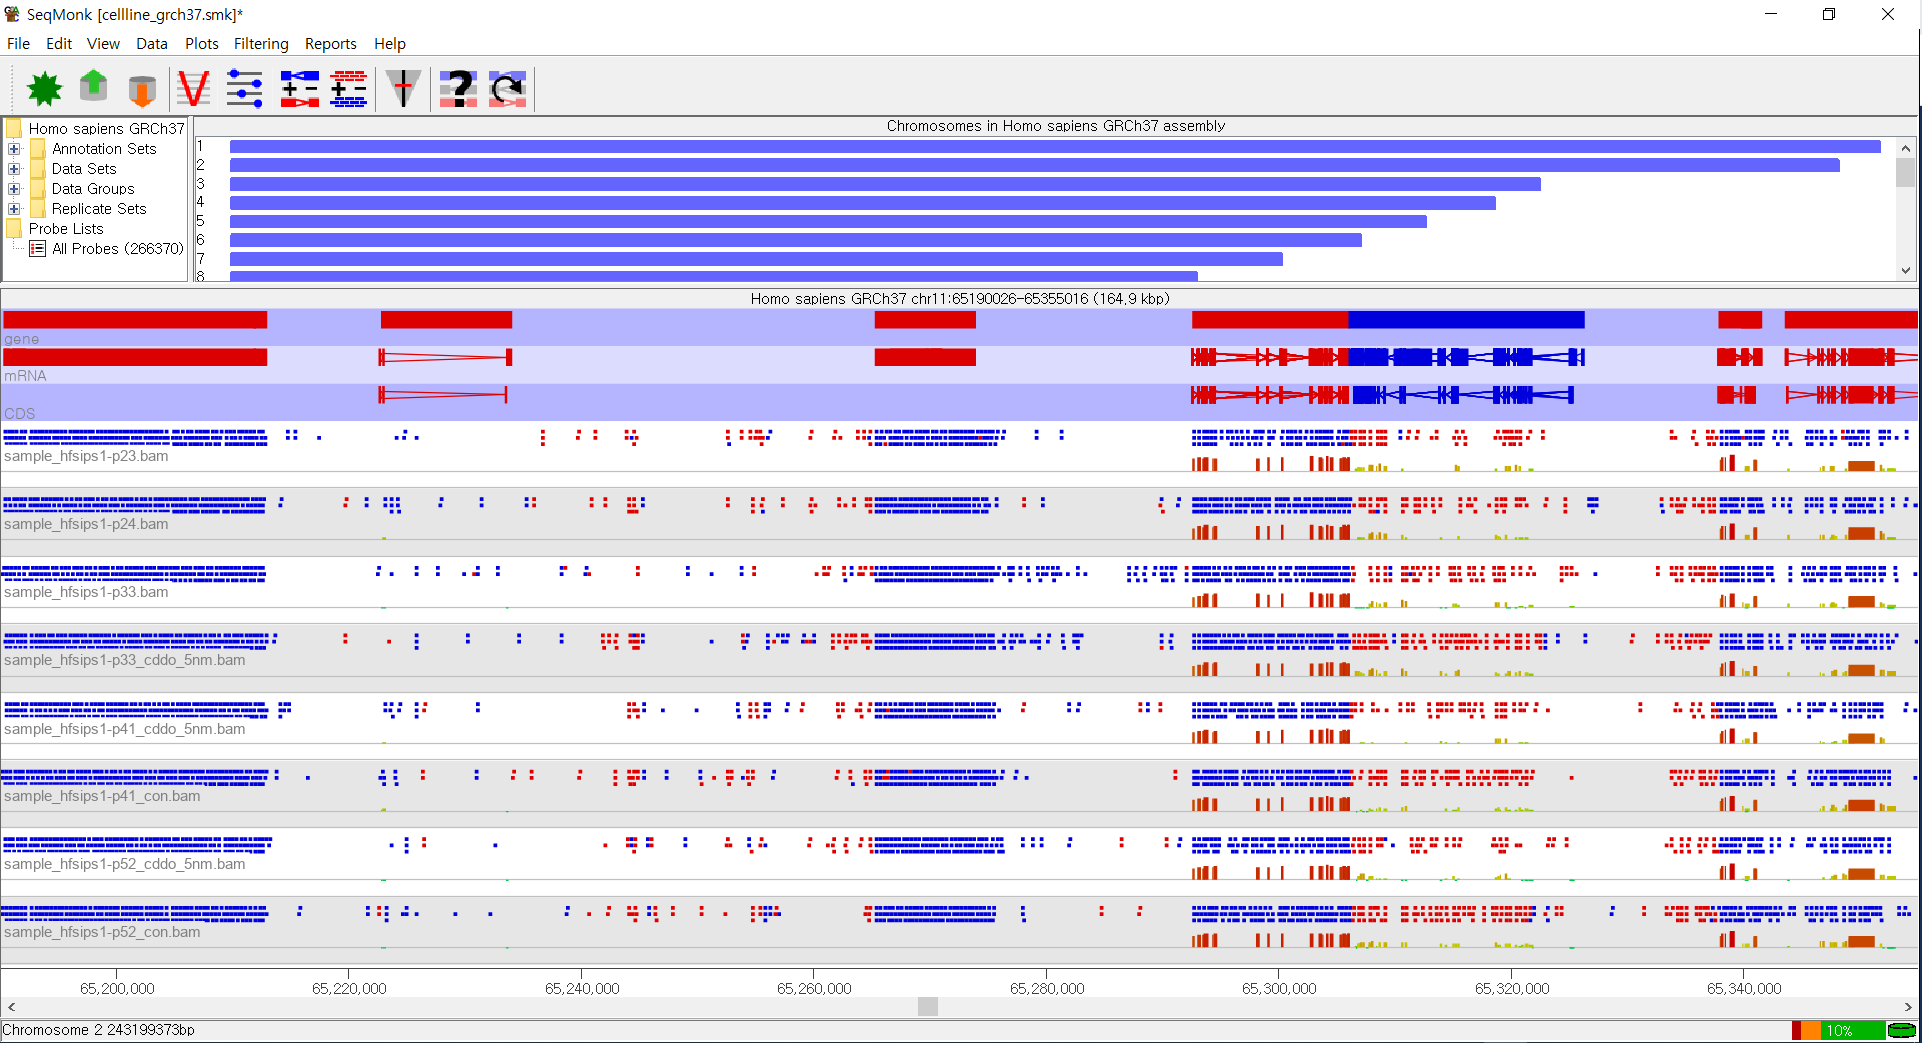 SeqMonk [cellline_grch37.smk]*
File Edit View Data Plots Filtering Reports Help
Homo sapiens GRCh37
Annotation Sets
Data Sets
Data Groups
Replicate Sets
Probe Lists
All Probes (266370)
Chromosomes in Homo sapiens GRCh37 assembly
1
2
3
4
5
6
7
8
Homo sapiens GRCh37 chr11:65190026-65355016 (164.9 kbp)
gene
mRNA
CDS
sample_hfsips1-p23.bam
sample_hfsips1-p24.bam
sample_hfsips1-p33.bam
sample_hfsips1-p33_cddo_5nm.bam
sample_hfsips1-p41_cddo_5nm.bam
sample_hfsips1-p41_con.bam
sample_hfsips1-p52_cddo_5nm.bam
sample_hfsips1-p52_con.bam
65,200,000 65,220,000 65,240,000 65,260,000 65,280,000 65,300,000 65,320,000 65,340,000
Chromosome 2 243199373bp
10%